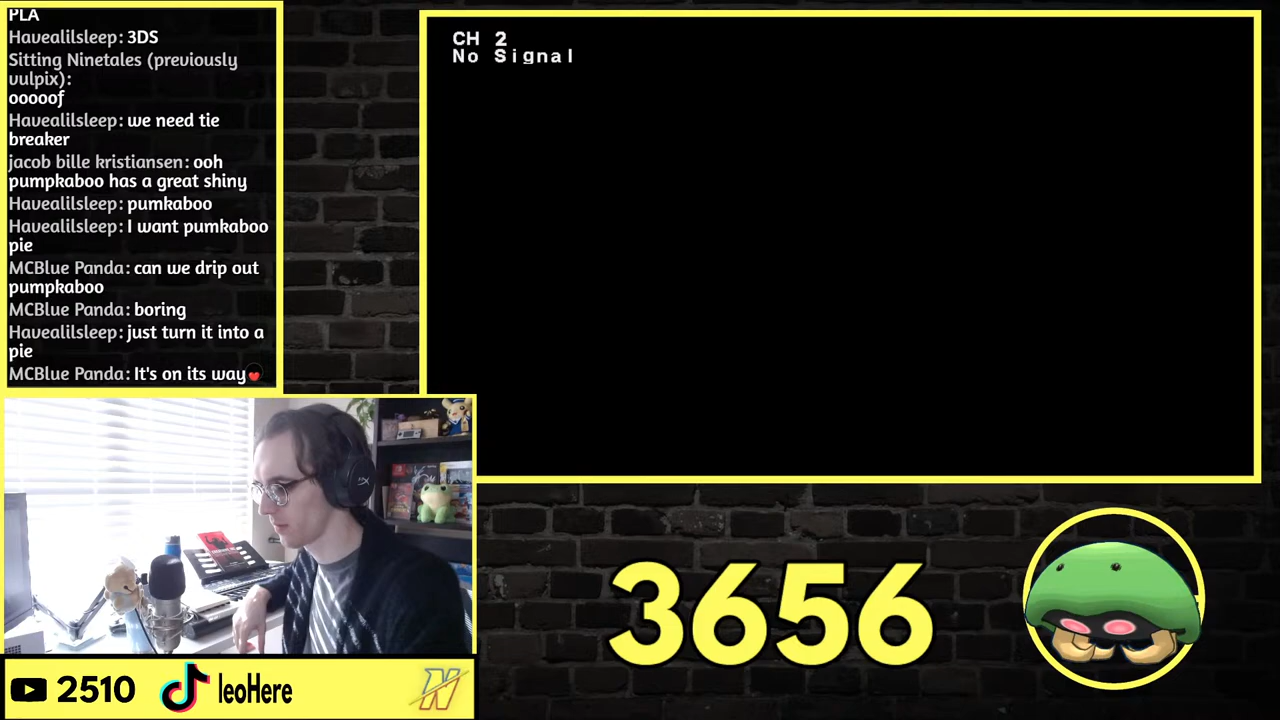 PLA
Havealilsleep: 3DS
Sitting Ninetales (previously
vulpix):
ooooof
Havealilsleep: we need tie
breaker
jacob bille kristiansen: ooh
pumpkaboo has a great shiny
Havealilsleep: pumkaboo
Havealilsleep: I want pumkaboo
pie
MCBlue Panda: can we drip out
pumpkaboo
MCBlue Panda: boring
Havealilsleep: just turn it into a
pie
MCBlue Panda: It's on its way
CH 2
No Signal
3656
2510
leoHere
N